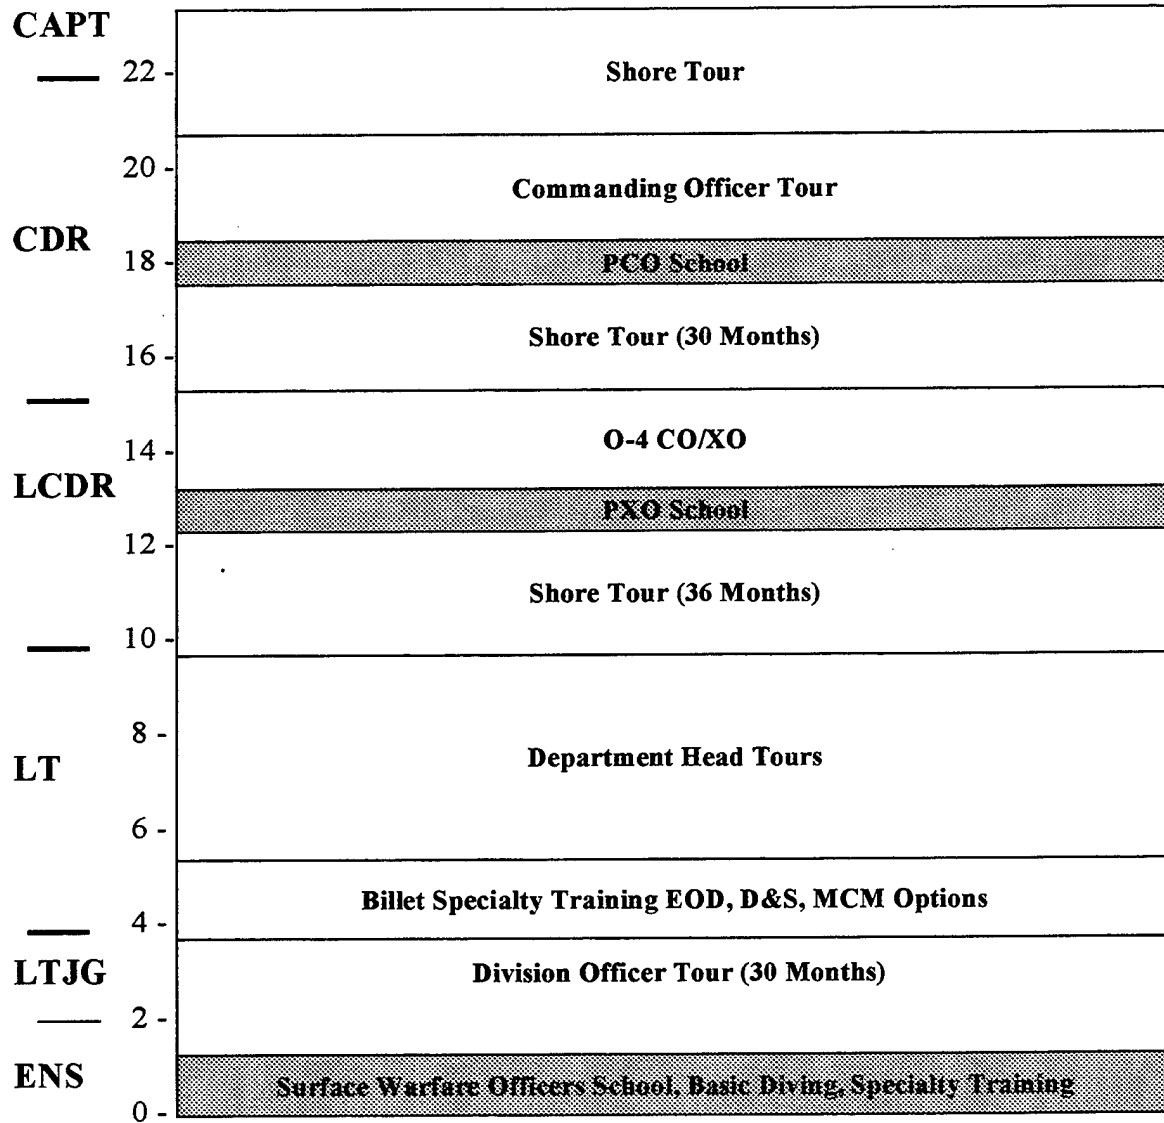 CAPT
22 -
Shore Tour
20 -
Commanding Officer Tour
CDR
18 -
PCO School
Shore Tour (30 Months)
16 -
O-4 CO/XO
14 -
LCDR
PXO School
12 -
Shore Tour (36 Months)
10 -
8 -
Department Head Tours
LT
6 -
Billet Specialty Training EOD, D&S, MCM Options
4 -
LTJG
Division Officer Tour (30 Months)
2 -
ENS
Surface Warfare Officers School, Basic Diving, Specialty Training
0 -